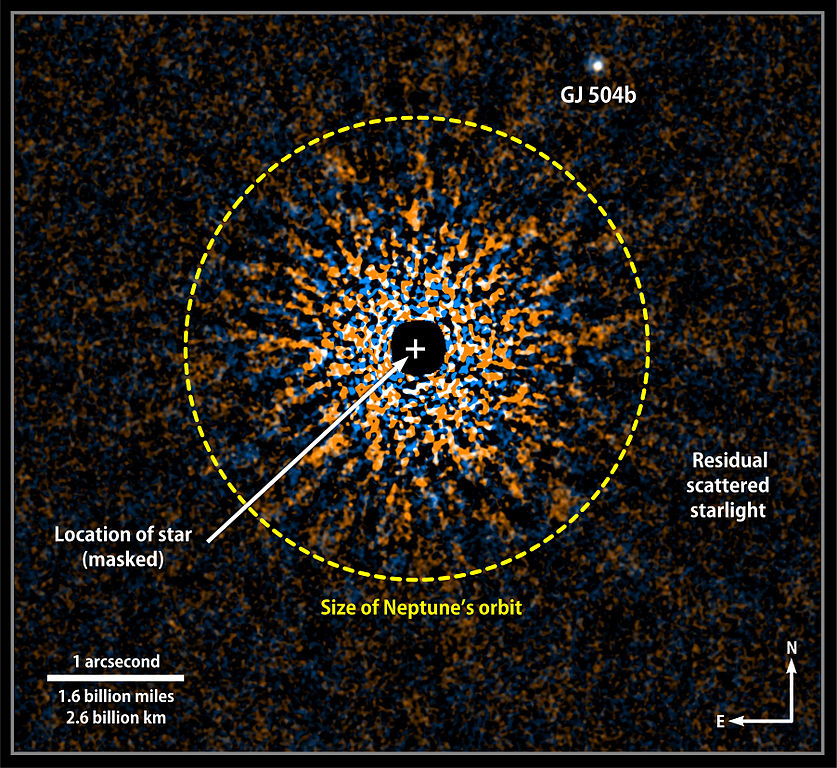 GJ 504b
Residual
scattered
starlight
Location of star
(masked)
Size of Neptune’s orbit
1 arcsecond
1.6 billion miles
2.6 billion km
N
E